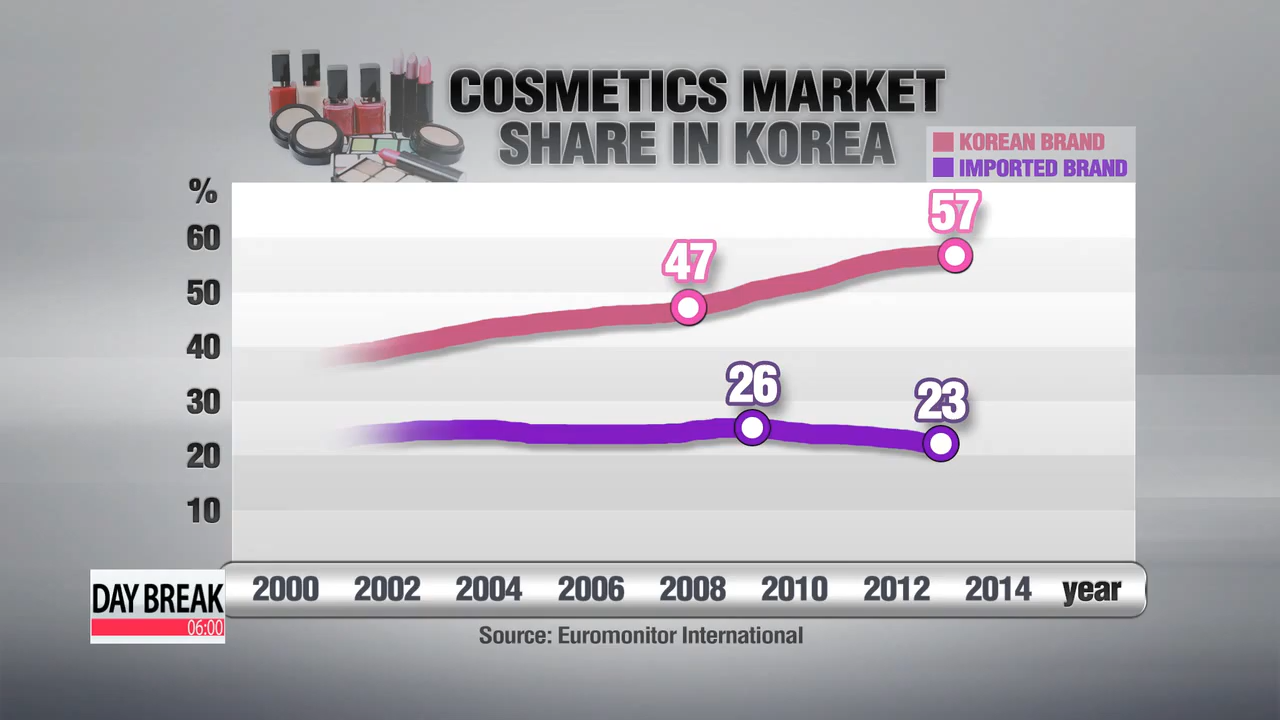 COSMETICS MARKET
SHARE IN KOREA
KOREAN BRAND
IMPORTED BRAND
%
60
50
40
30
20
10
47
57
26
23
2000 2002 2004 2006 2008 2010 2012 2014 year
DAY BREAK
06:00
Source: Euromonitor International